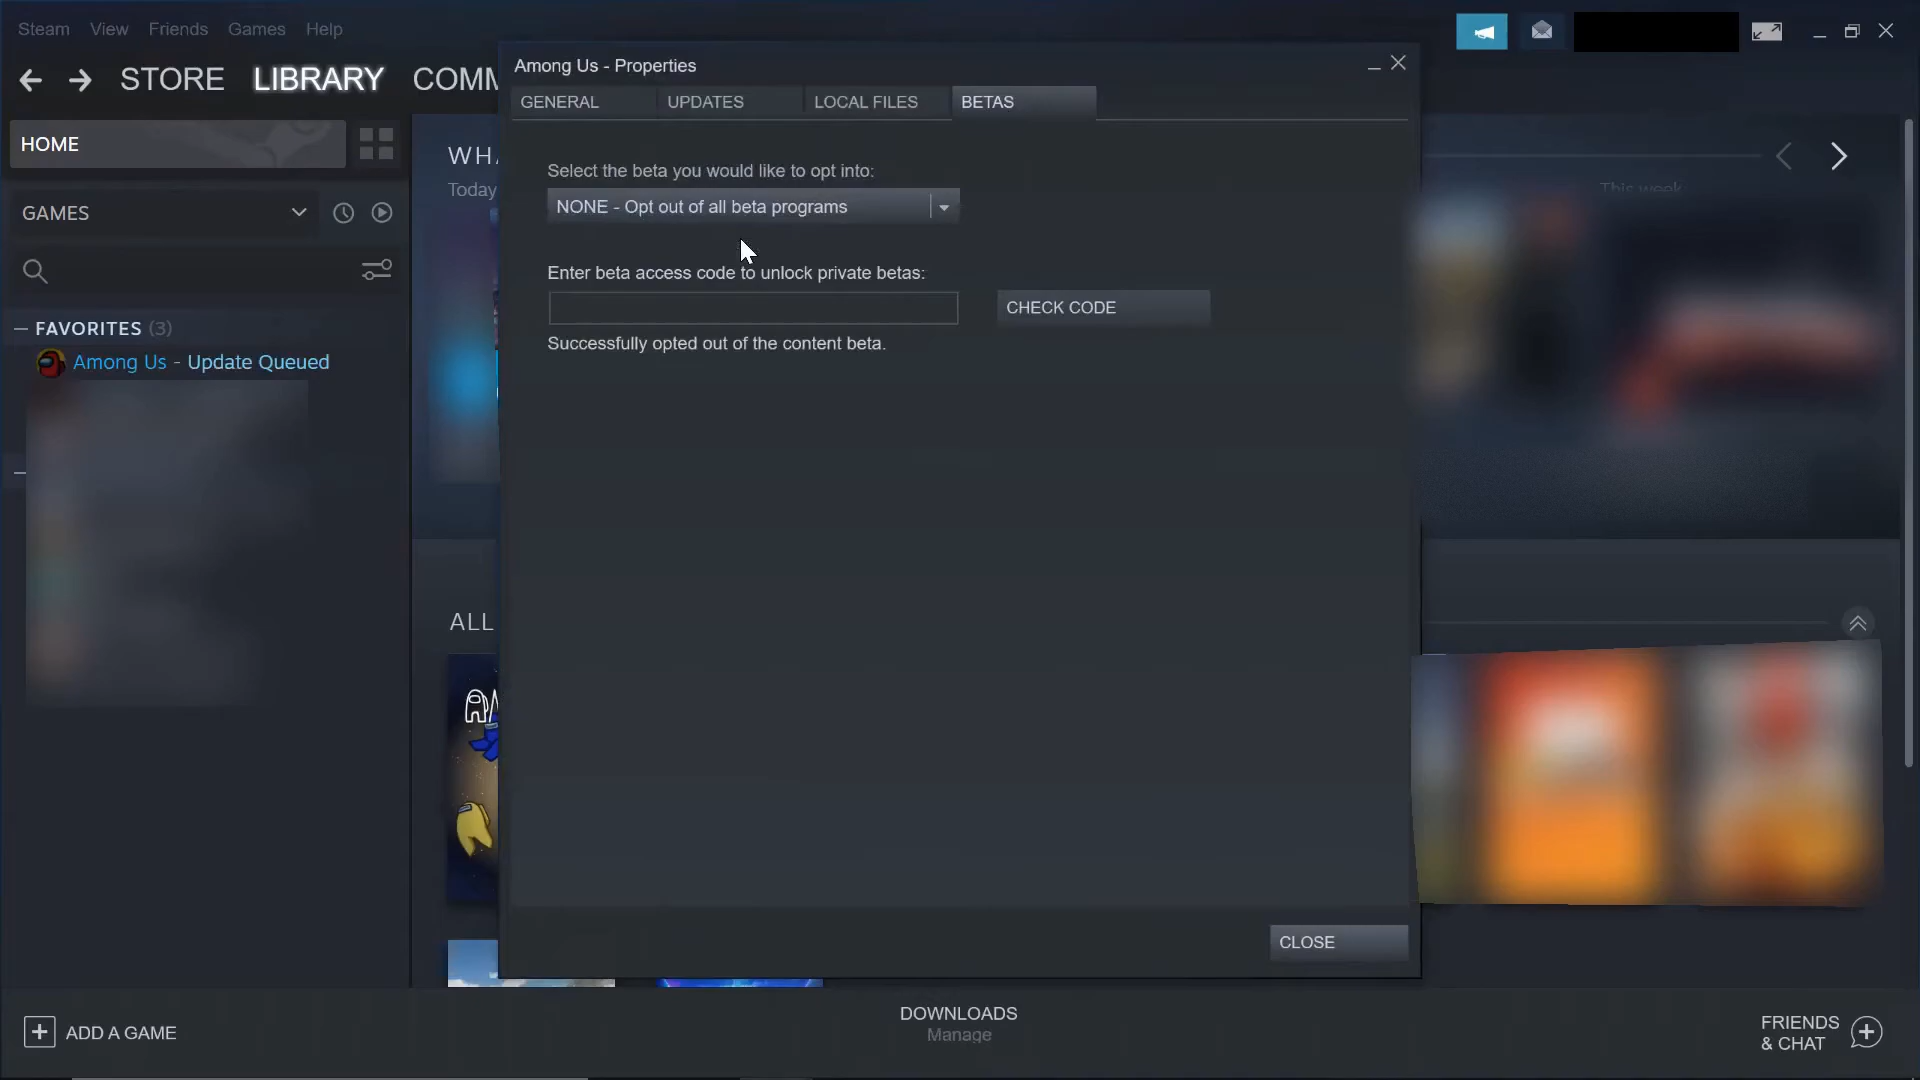 Steam View Friends Games Help
STORE LIBRARY COMM
HOME
GAMES
FAVORITES (3)
Among Us - Update Queued
WHA
Today
This week
ALL
Among Us - Properties
GENERAL UPDATES LOCAL FILES BETAS
Select the beta you would like to opt into:
NONE - Opt out of all beta programs
Enter beta access code to unlock private betas:
CHECK CODE
Successfully opted out of the content beta.
CLOSE
ADD A GAME
DOWNLOADS
Manage
FRIENDS
& CHAT